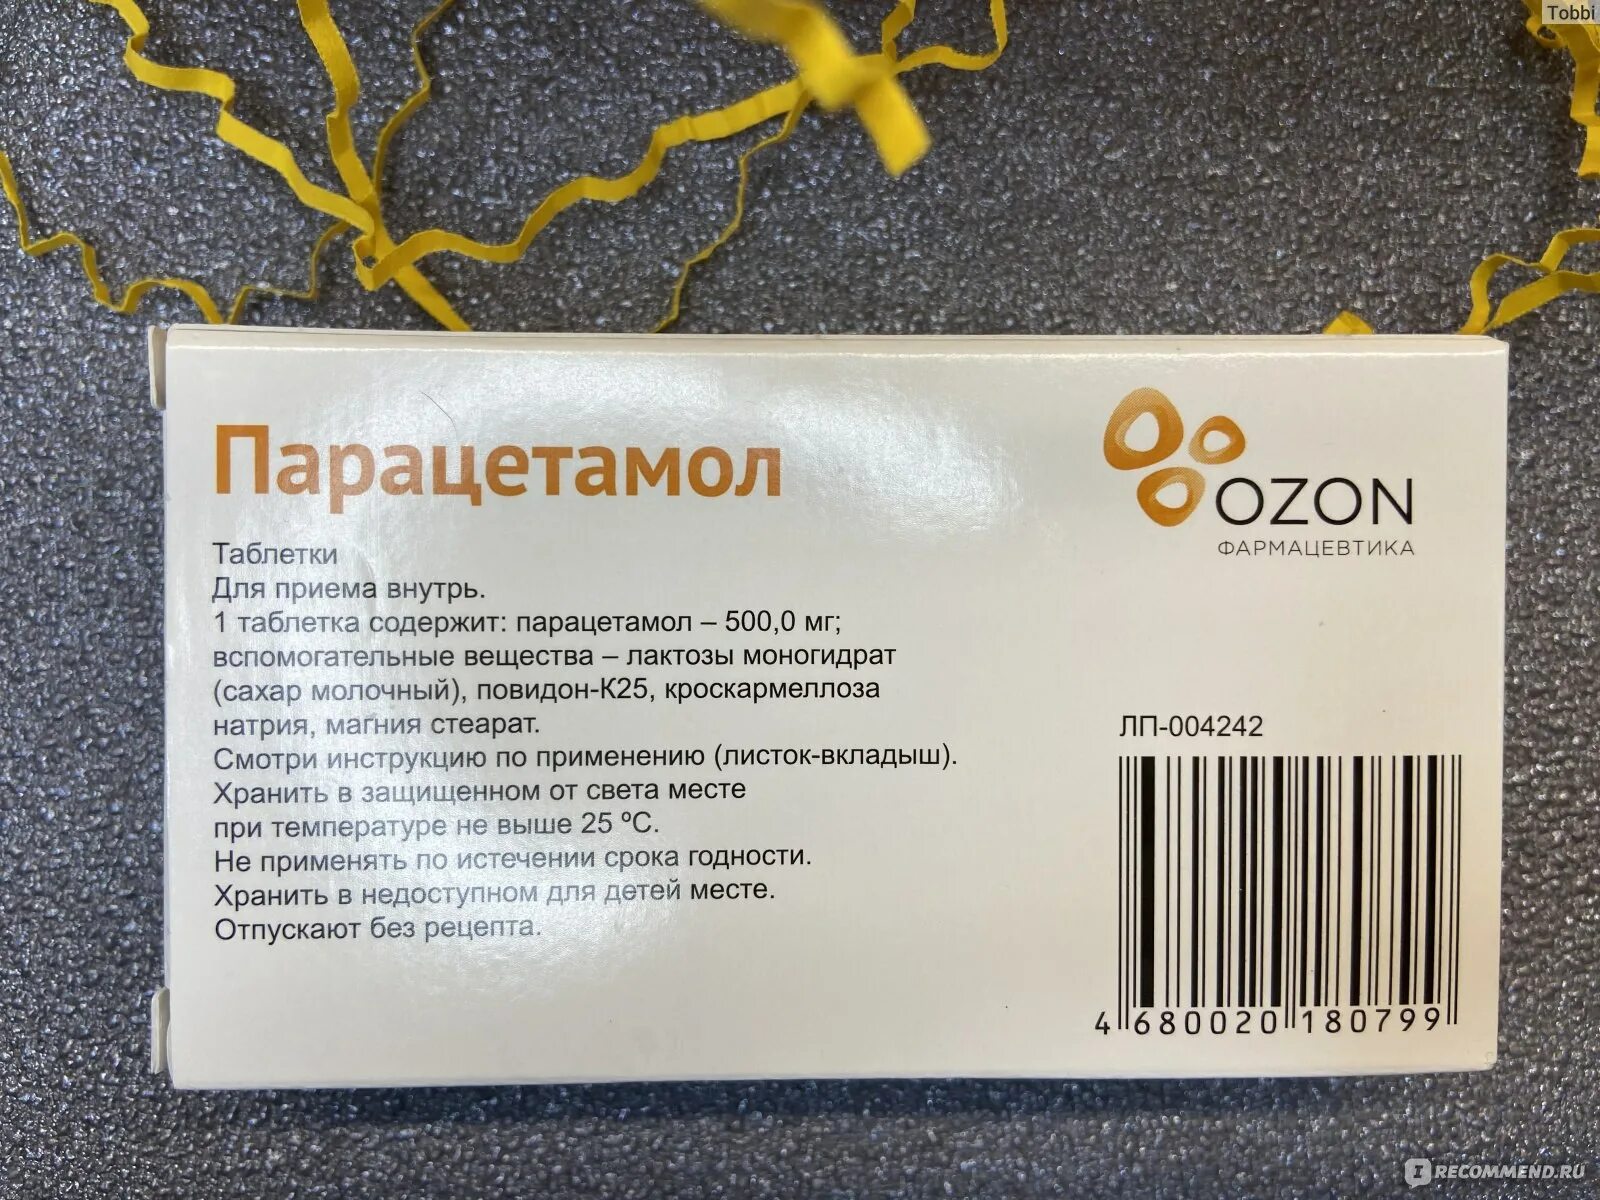 Tobbi
Парацетамол
OZON
ФАРМАЦЕВТИКА
Таблетки
Для приема внутрь.
1 таблетка содержит: парацетамол – 500,0 мг;
вспомогательные вещества – лактозы моногидрат
(сахар молочный), повидон-К25, кроскармеллоза
натрия, магния стеарат.
Смотри инструкцию по применению (листок-вкладыш).
Хранить в защищенном от света месте
при температуре не выше 25 ºС.
Не применять по истечении срока годности.
Хранить в недоступном для детей месте.
Отпускают без рецепта.
ЛП-004242
4 680020 180799
IRECOMMEND.RU